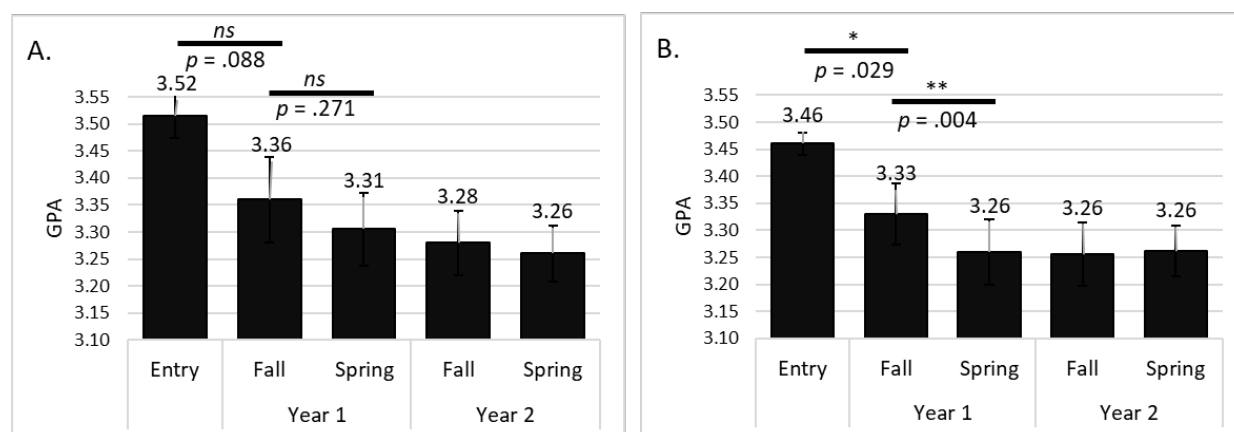 A.
ns
p = .088
ns
p = .271
3.52
3.36
3.31
3.28
3.26
GPA
3.55
3.50
3.45
3.40
3.35
3.30
3.25
3.20
3.15
3.10
Entry Fall Spring Fall Spring
Year 1 Year 2
B.
*
p = .029
**
p = .004
3.46
3.33
3.26
3.26
3.26
GPA
3.55
3.50
3.45
3.40
3.35
3.30
3.25
3.20
3.15
3.10
Entry Fall Spring Fall Spring
Year 1 Year 2